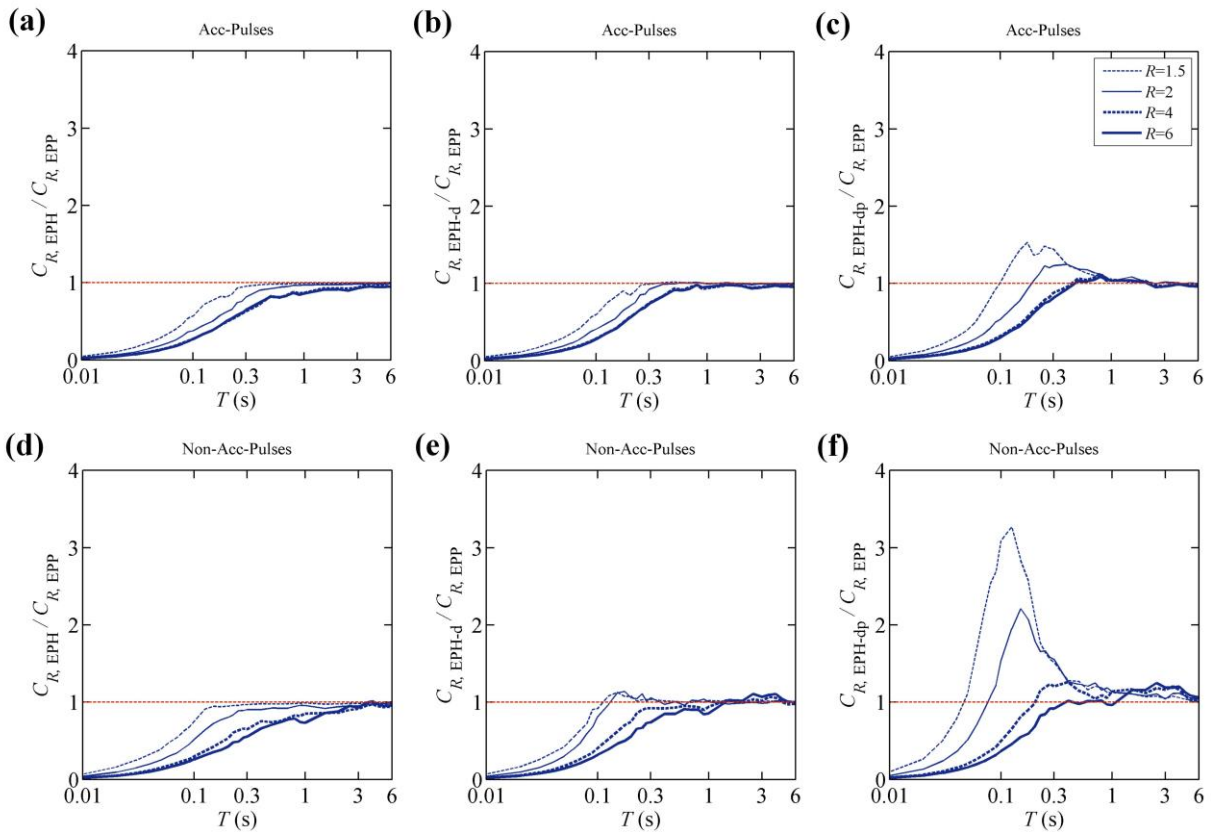 (a)
Acc-Pulses
C_R, EPH / C_R, EPP
4
3
2
1
0
0.01 0.1 0.3 1 3 6
T (s)
(b)
Acc-Pulses
C_R, EPH-d / C_R, EPP
4
3
2
1
0
0.01 0.1 0.3 1 3 6
T (s)
(c)
Acc-Pulses
C_R, EPH-dp / C_R, EPP
4
3
2
1
0
0.01 0.1 0.3 1 3 6
T (s)
R=1.5
R=2
R=4
R=6
(d)
Non-Acc-Pulses
C_R, EPH / C_R, EPP
4
3
2
1
0
0.01 0.1 0.3 1 3 6
T (s)
(e)
Non-Acc-Pulses
C_R, EPH-d / C_R, EPP
4
3
2
1
0
0.01 0.1 0.3 1 3 6
T (s)
(f)
Non-Acc-Pulses
C_R, EPH-dp / C_R, EPP
4
3
2
1
0
0.01 0.1 0.3 1 3 6
T (s)